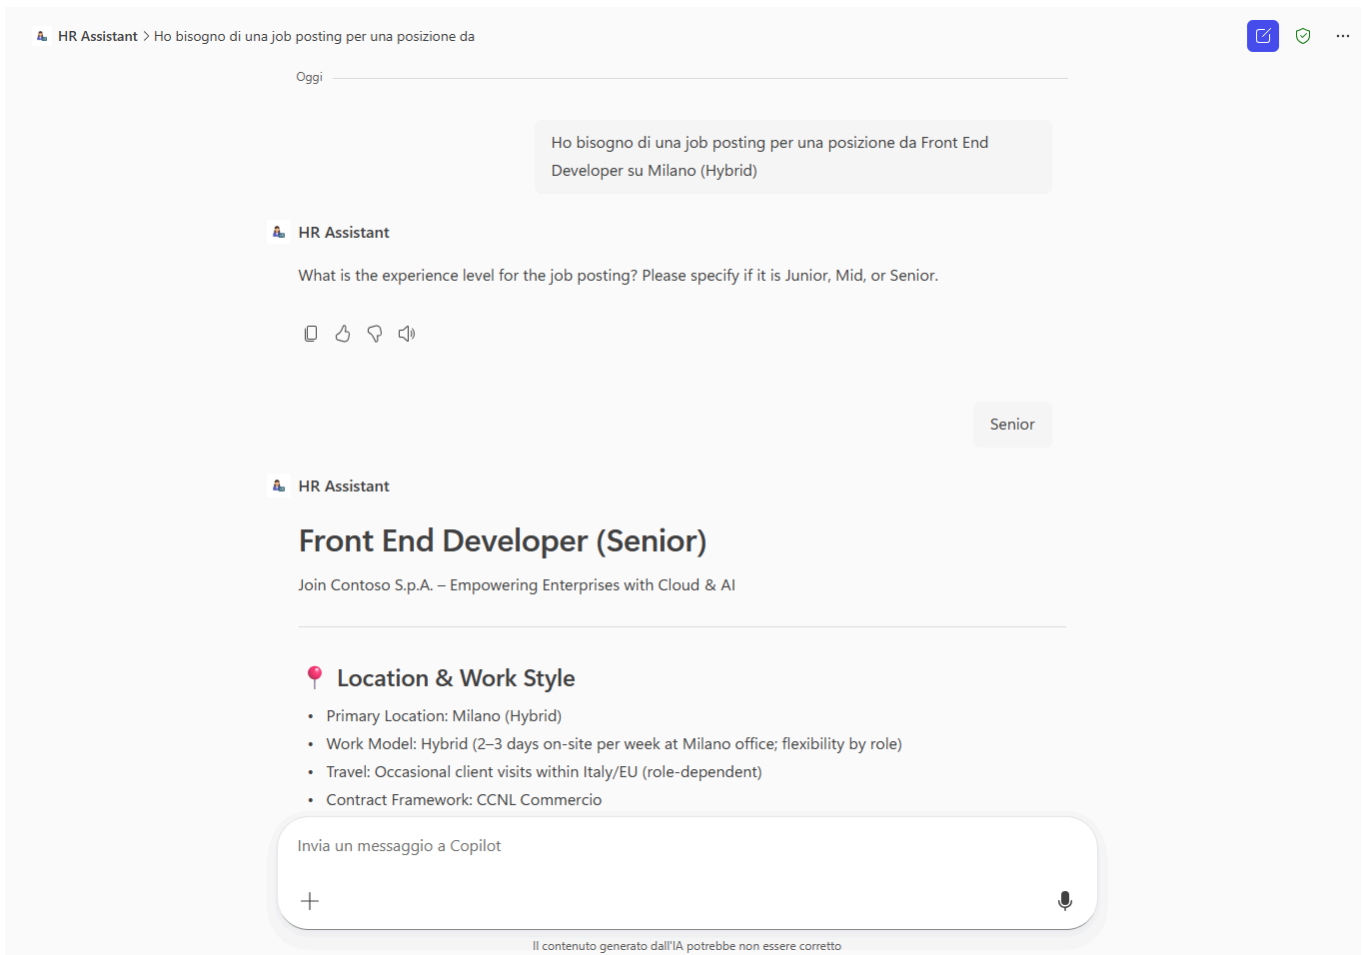 HR Assistant > Ho bisogno di una job posting per una posizione da
Oggi
Ho bisogno di una job posting per una posizione da Front End
Developer su Milano (Hybrid)
HR Assistant
What is the experience level for the job posting? Please specify if it is Junior, Mid, or Senior.
Senior
HR Assistant
Front End Developer (Senior)
Join Contoso S.p.A. – Empowering Enterprises with Cloud & AI
Location & Work Style
• Primary Location: Milano (Hybrid)
• Work Model: Hybrid (2–3 days on-site per week at Milano office; flexibility by role)
• Travel: Occasional client visits within Italy/EU (role-dependent)
• Contract Framework: CCNL Commercio
Invia un messaggio a Copilot
Il contenuto generato dall'IA potrebbe non essere corretto